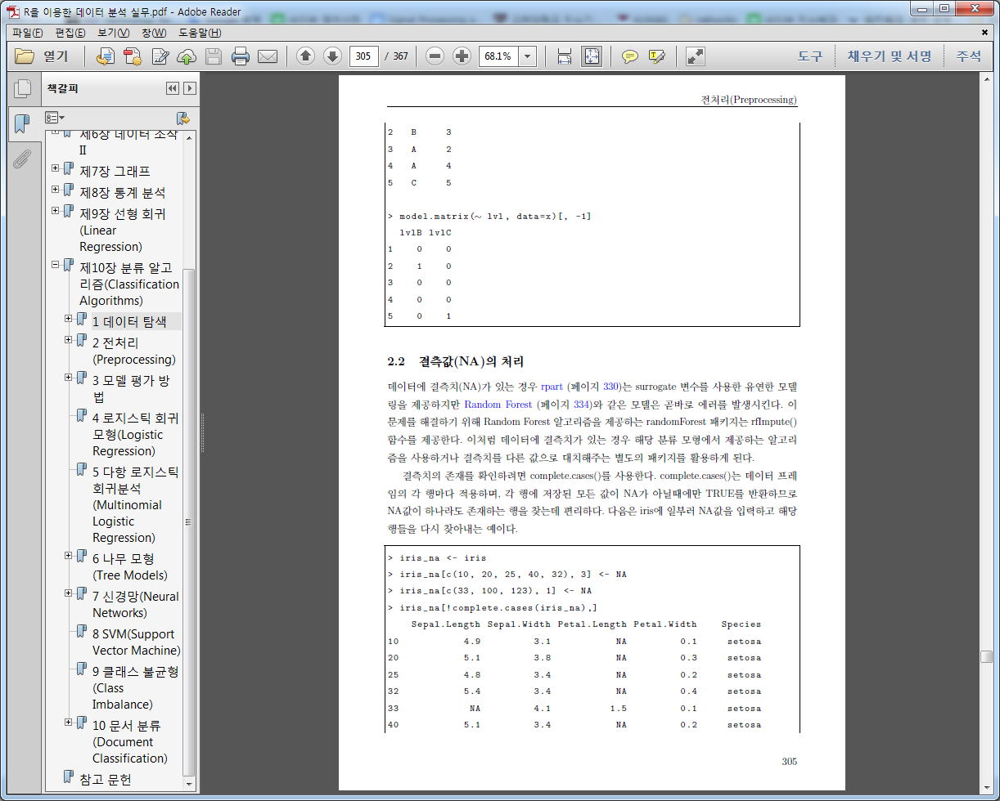 R을 이용한 데이터 분석 실무.pdf - Adobe Reader
파일(F) 편집(E) 보기(V) 창(W) 도움말(H)
열기 305 / 367 68.1% 도구 채우기 및 서명 주석
책갈피
제6장 데이터 조작
II
제7장 그래프
제8장 통계 분석
제9장 선형 회귀
(Linear
Regression)
제10장 분류 알고
리즘(Classification
Algorithms)
1 데이터 탐색
2 전처리
(Preprocessing)
3 모델 평가 방
법
4 로지스틱 회귀
모형(Logistic
Regression)
5 다항 로지스틱
회귀분석
(Multinomial
Logistic
Regression)
6 나무 모형
(Tree Models)
7 신경망(Neural
Networks)
8 SVM(Support
Vector Machine)
9 클래스 불균형
(Class
Imbalance)
10 문서 분류
(Document
Classification)
참고 문헌
전처리(Preprocessing)
2 B 3
3 A 2
4 A 4
5 C 5
> model.matrix(~ lvl, data=x)[, -1]
lvlB lvlC
1 0 0
2 1 0
3 0 0
4 0 0
5 0 1
2.2 결측값(NA)의 처리
데이터에 결측치(NA)가 있는 경우 rpart (페이지 330)는 surrogate 변수를 사용한 유연한 모델
링을 제공하지만 Random Forest (페이지 334)와 같은 모델은 곧바로 에러를 발생시킨다. 이
문제를 해결하기 위해 Random Forest 알고리즘을 제공하는 randomForest 패키지는 rfImpute()
함수를 제공한다. 이처럼 데이터에 결측치가 있는 경우 해당 분류 모형에서 제공하는 알고리
즘을 사용하거나 결측치를 다른 값으로 대치해주는 별도의 패키지를 활용하게 된다.
결측치의 존재를 확인하려면 complete.cases()를 사용한다. complete.cases()는 데이터 프레
임의 각 행마다 적용하며, 각 행에 저장된 모든 값이 NA가 아닐때에만 TRUE를 반환하므로
NA값이 하나라도 존재하는 행을 찾는데 편리하다. 다음은 iris에 일부러 NA값을 입력하고 해당
행들을 다시 찾아내는 예이다.
> iris_na <- iris
> iris_na[c(10, 20, 25, 40, 32), 3] <- NA
> iris_na[c(33, 100, 123), 1] <- NA
> iris_na[!complete.cases(iris_na),]
Sepal.Length Sepal.Width Petal.Length Petal.Width Species
10 4.9 3.1 NA 0.1 setosa
20 5.1 3.8 NA 0.3 setosa
25 4.8 3.4 NA 0.2 setosa
32 5.4 3.4 NA 0.4 setosa
33 NA 4.1 1.5 0.1 setosa
40 5.1 3.4 NA 0.2 setosa
305